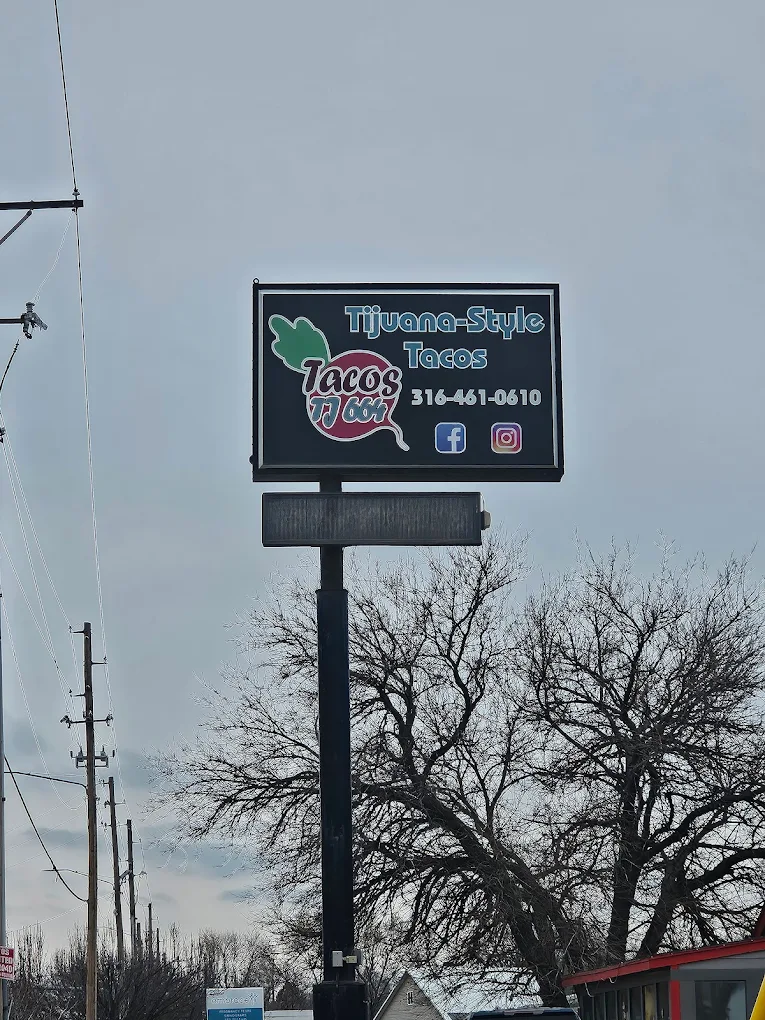 Tijuana-Style
Tacos
Tacos
TJ 664
316-461-0610